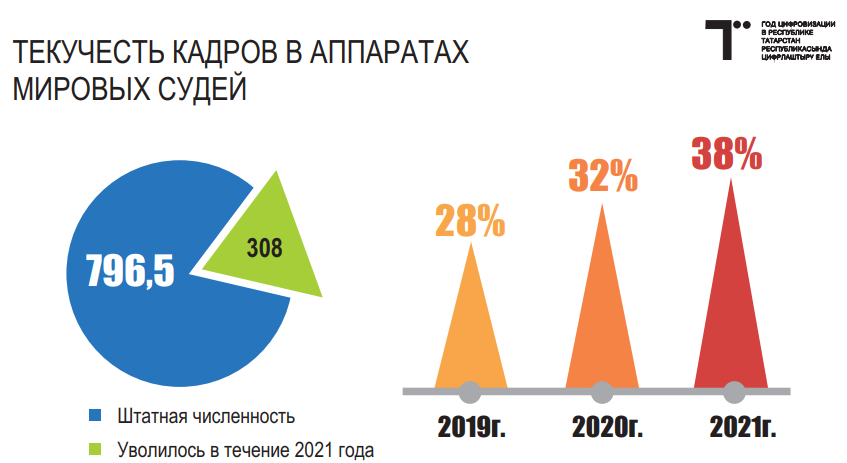 ТЕКУЧЕСТЬ КАДРОВ В АППАРАТАХ
МИРОВЫХ СУДЕЙ
ГОД ЦИФРОВИЗАЦИИ
В РЕСПУБЛИКЕ
ТАТАРСТАН
РЕСПУБЛИКАСЫНДА
ЦИФРЛАШТЫРУ ЕЛЫ
796,5
308
Штатная численность
Уволилось в течение 2021 года
28%
32%
38%
2019г.
2020г.
2021г.